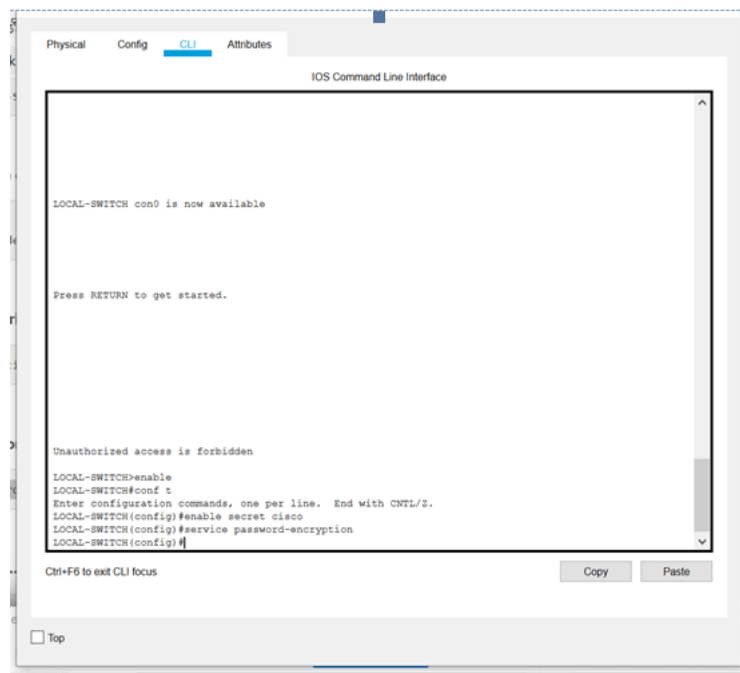 Physical Config CLI Attributes
IOS Command Line Interface
LOCAL-SWITCH con0 is now available
Press RETURN to get started.
Unauthorized access is forbidden
LOCAL-SWITCH>enable
LOCAL-SWITCH#conf t
Enter configuration commands, one per line.  End with CNTL/Z.
LOCAL-SWITCH(config)#enable secret cisco
LOCAL-SWITCH(config)#service password-encryption
LOCAL-SWITCH(config)#
Ctrl+F6 to exit CLI focus
Copy Paste
Top